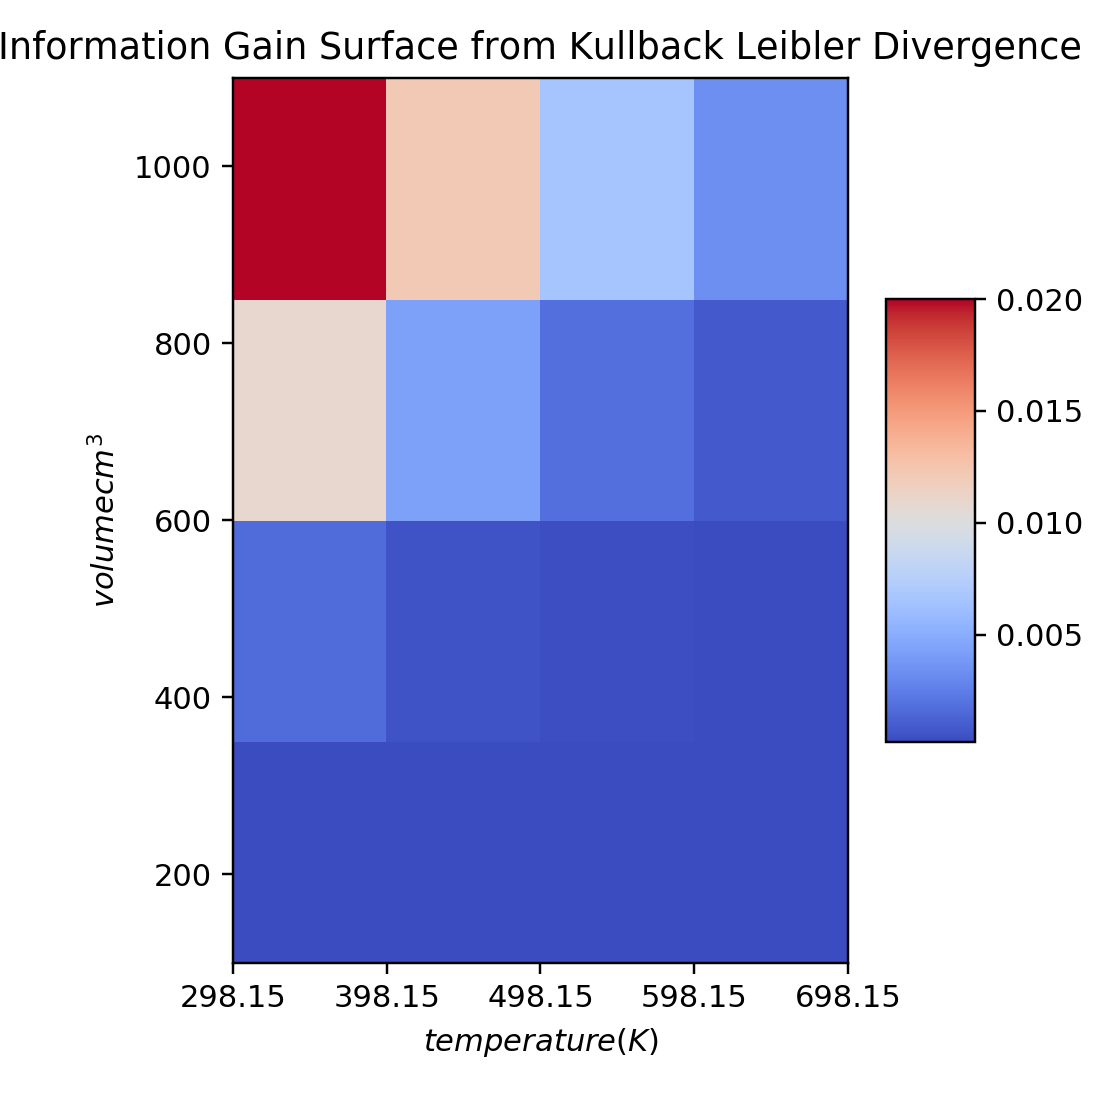 Information Gain Surface from Kullback Leibler Divergence
1000
800
600
400
200
volumecm³
298.15 398.15 498.15 598.15 698.15
temperature(K)
0.020
0.015
0.010
0.005